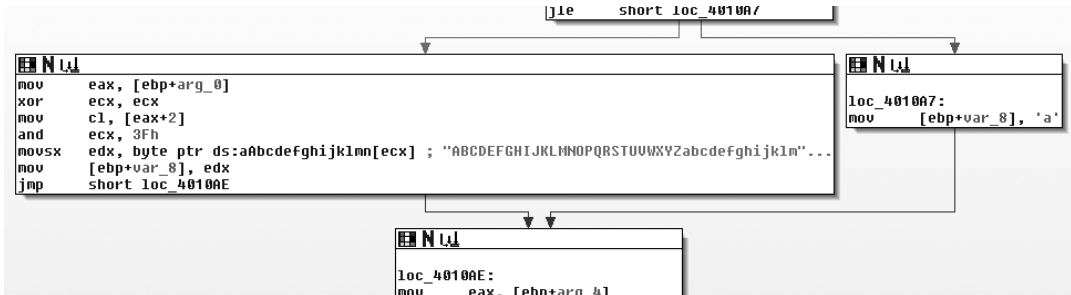 jle     short loc_4010A7
mov     eax, [ebp+arg_0]
xor     ecx, ecx
mov     cl, [eax+2]
and     ecx, 3Fh
movsx   edx, byte ptr ds:aAbcdefghijklmn[ecx] ; "ABCDEFGHIJKLMNOPQRSTUVWXYZabcdefghijklm"...
mov     [ebp+var_8], edx
jmp     short loc_4010AE
loc_4010A7:
mov     [ebp+var_8], 'a'
loc_4010AE:
mov     eax, [ebp+arg_4]